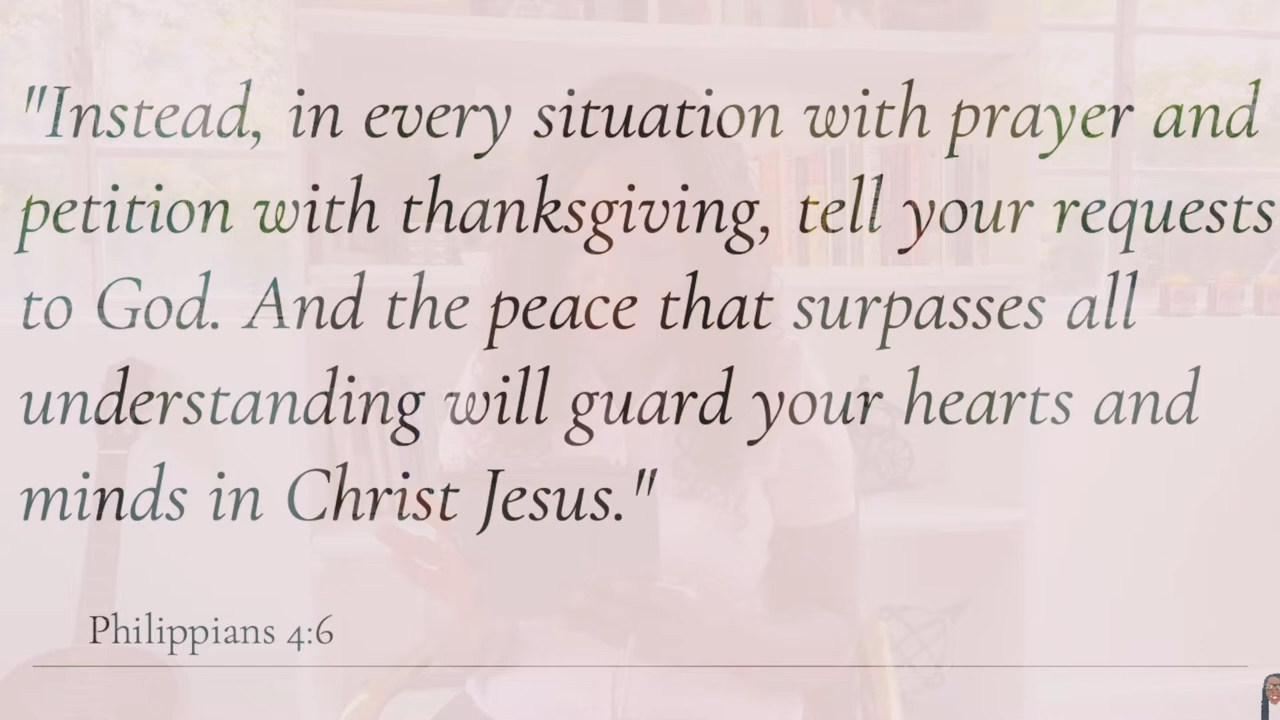 "Instead, in every situation with prayer and
petition with thanksgiving, tell your requests
to God. And the peace that surpasses all
understanding will guard your hearts and
minds in Christ Jesus."
Philippians 4:6